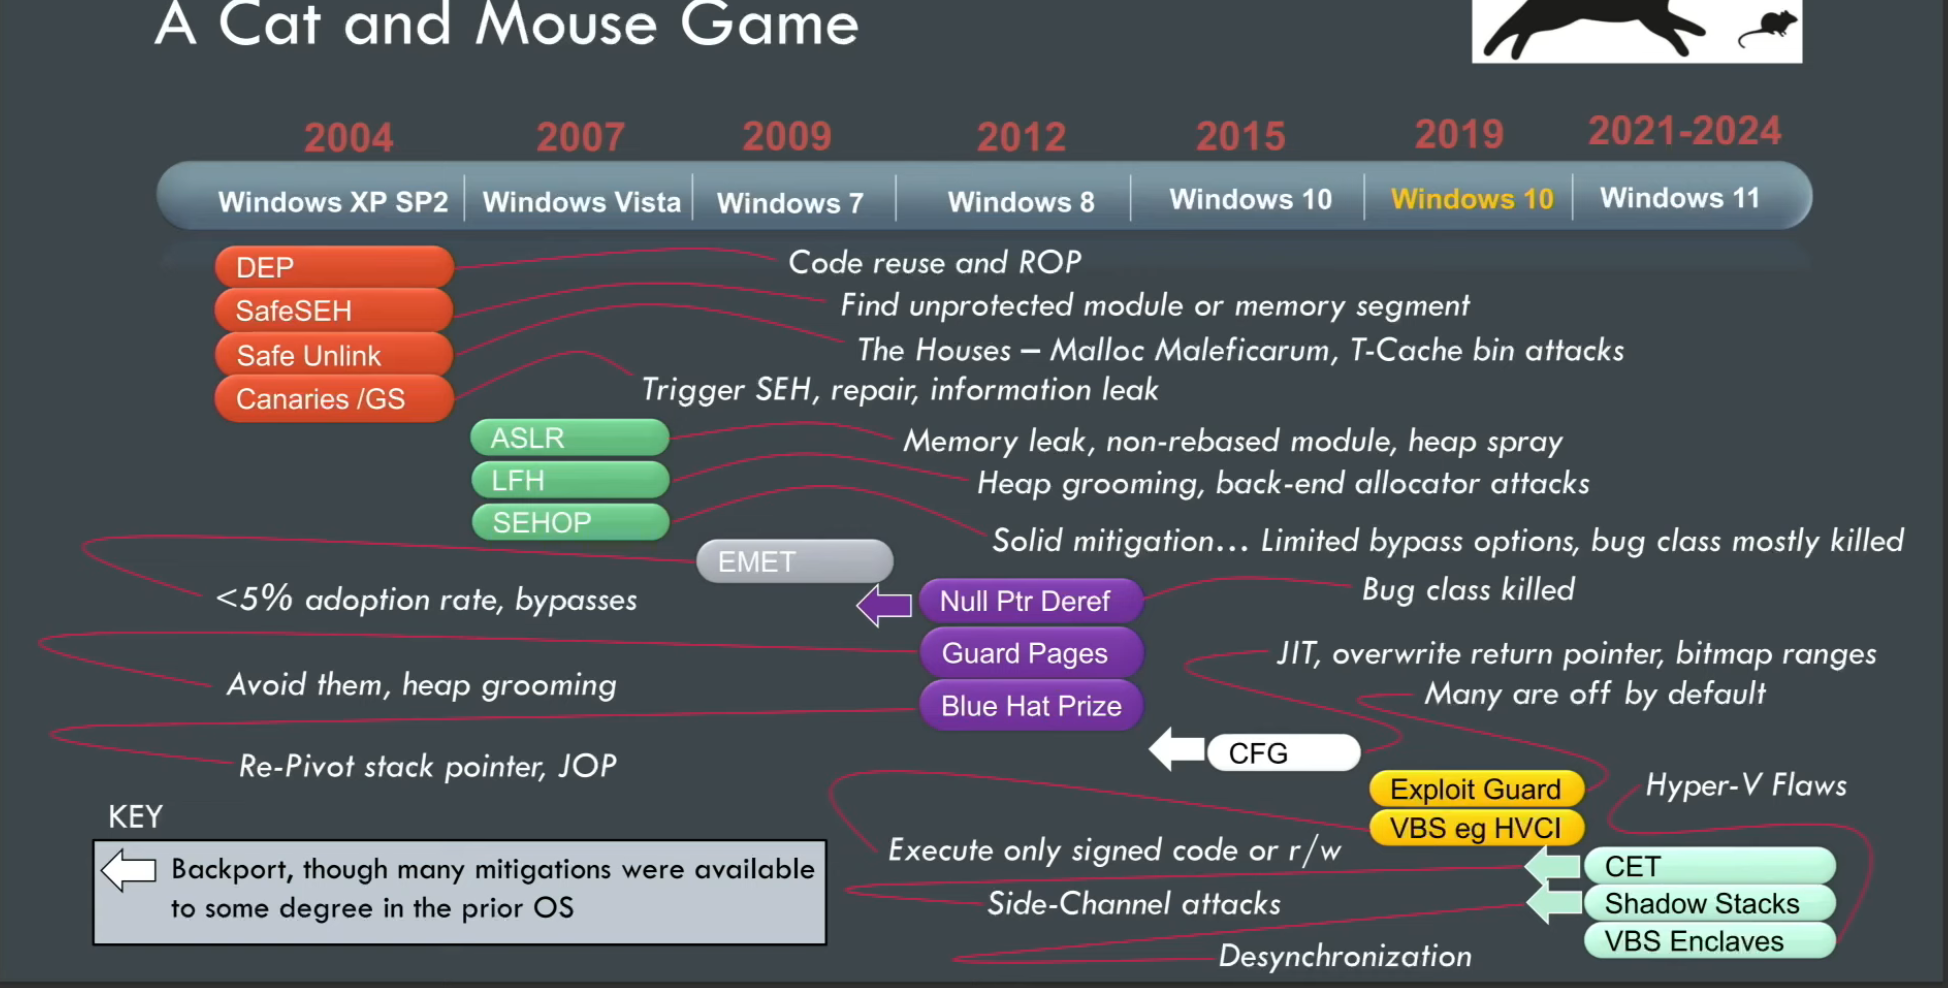 A Cat and Mouse Game
2004 2007 2009 2012 2015 2019 2021-2024
Windows XP SP2 Windows Vista Windows 7 Windows 8 Windows 10 Windows 10 Windows 11
DEP
Code reuse and ROP
SafeSEH
Find unprotected module or memory segment
Safe Unlink
The Houses – Malloc Maleficarum, T-Cache bin attacks
Canaries /GS
Trigger SEH, repair, information leak
ASLR
Memory leak, non-rebased module, heap spray
LFH
Heap grooming, back-end allocator attacks
SEHOP
Solid mitigation... Limited bypass options, bug class mostly killed
EMET
<5% adoption rate, bypasses
Null Ptr Deref
Bug class killed
Guard Pages
Avoid them, heap grooming
Blue Hat Prize
Re-Pivot stack pointer, JOP
JIT, overwrite return pointer, bitmap ranges
Many are off by default
CFG
Exploit Guard
VBS eg HVCI
Hyper-V Flaws
Execute only signed code or r/w
CET
Side-Channel attacks
Shadow Stacks
VBS Enclaves
Desynchronization
KEY
Backport, though many mitigations were available
to some degree in the prior OS